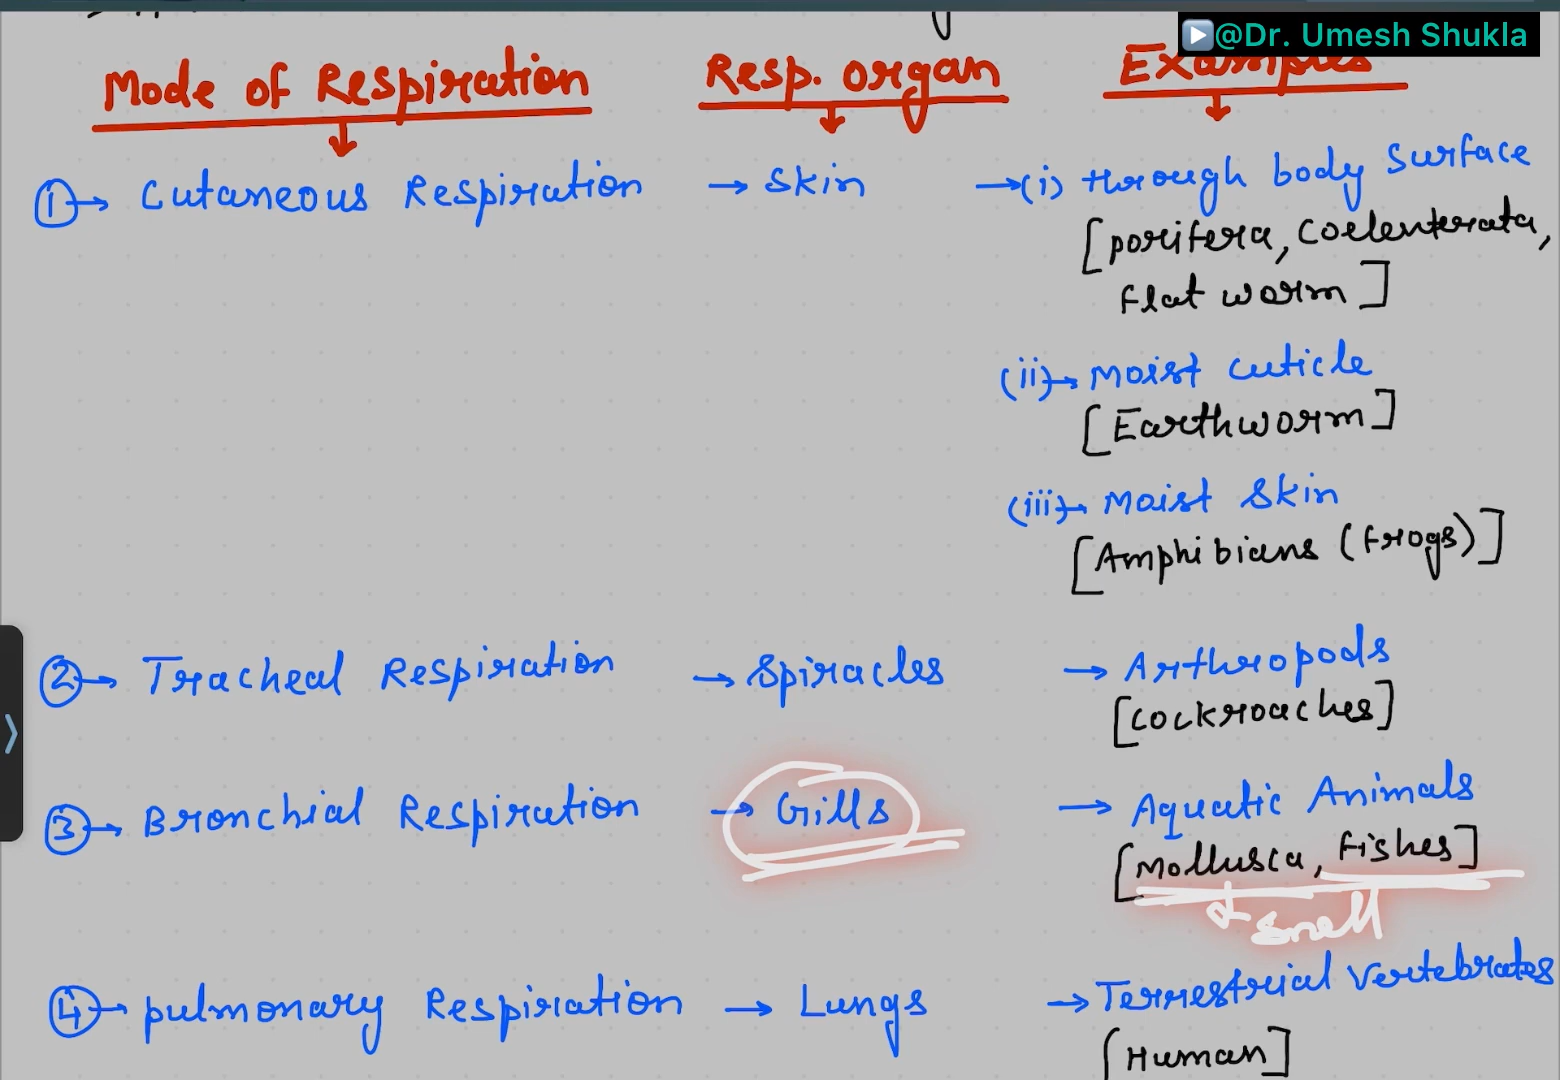 @Dr. Umesh Shukla
Mode of Respiration Resp. organ Examples
① → Cutaneous Respiration → Skin → (i) through body surface
[porifera, Coelenterata,
Flat worm]
(ii) → Moist cuticle
[Earthworm]
(iii) → Moist Skin
[Amphibians (frogs)]
② → Tracheal Respiration → Spiracles → Arthropods
[cockroaches]
③ → Bronchial Respiration → Gills → Aquatic Animals
[Mollusca, Fishes]
④ → pulmonary Respiration → Lungs → Terrestrial Vertebrates
[Human]